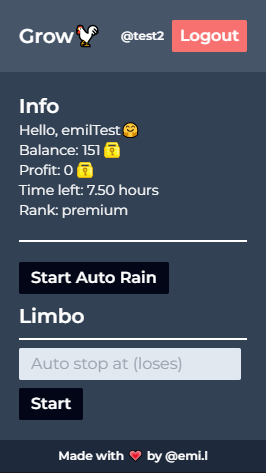 Grow🐓 @test2 Logout
Info
Hello, emilTest🤗
Balance: 151
Profit: 0
Time left: 7.50 hours
Rank: premium
Start Auto Rain
Limbo
Auto stop at (loses)
Start
Made with ❤️ by @emi.l